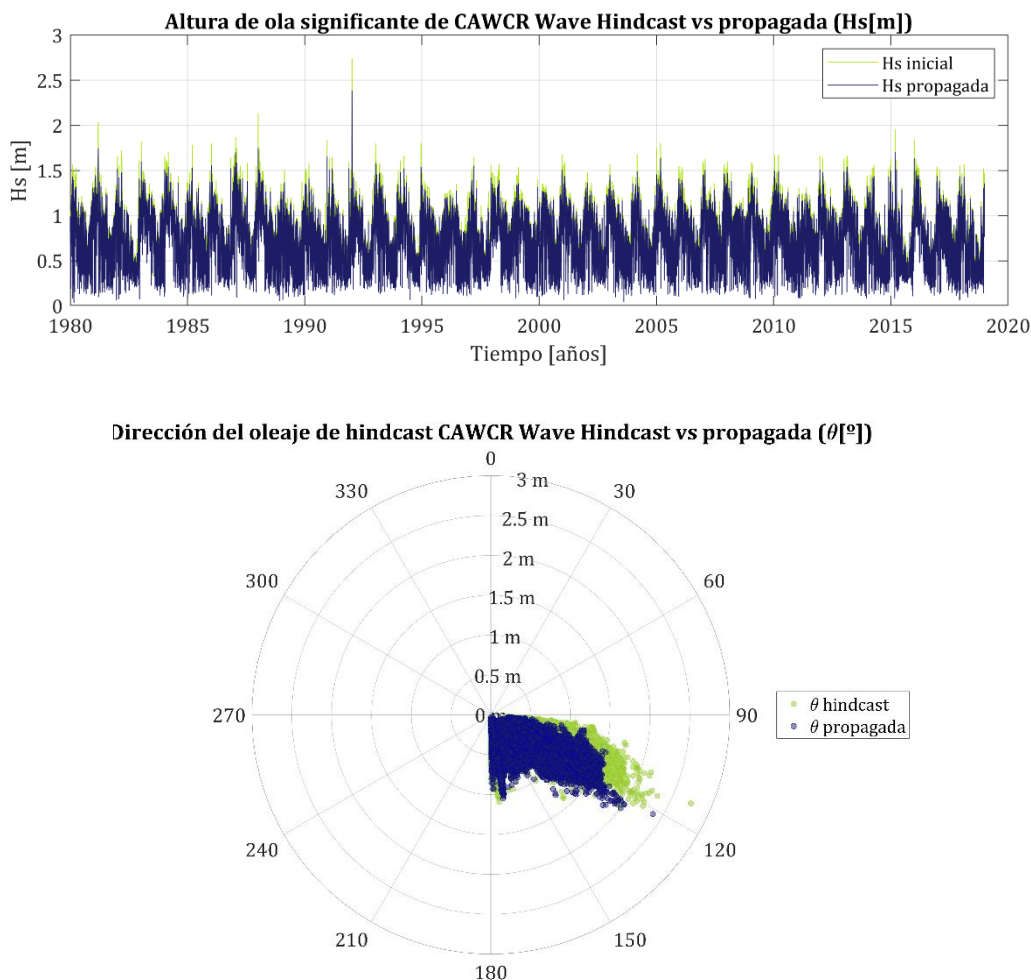 Altura de ola significante de CAWCR Wave Hindcast vs propagada (Hs[m])
3
2.5
2
1.5
1
0.5
0
Hs [m]
Hs inicial
Hs propagada
1980 1985 1990 1995 2000 2005 2010 2015 2020
Tiempo [años]
Dirección del oleaje de hindcast CAWCR Wave Hindcast vs propagada (θ[º])
0
330 30
3 m
2.5 m
2 m
300 60
1.5 m
1 m
0.5 m
270 0 m 90
θ hindcast
θ propagada
240 120
210 150
180